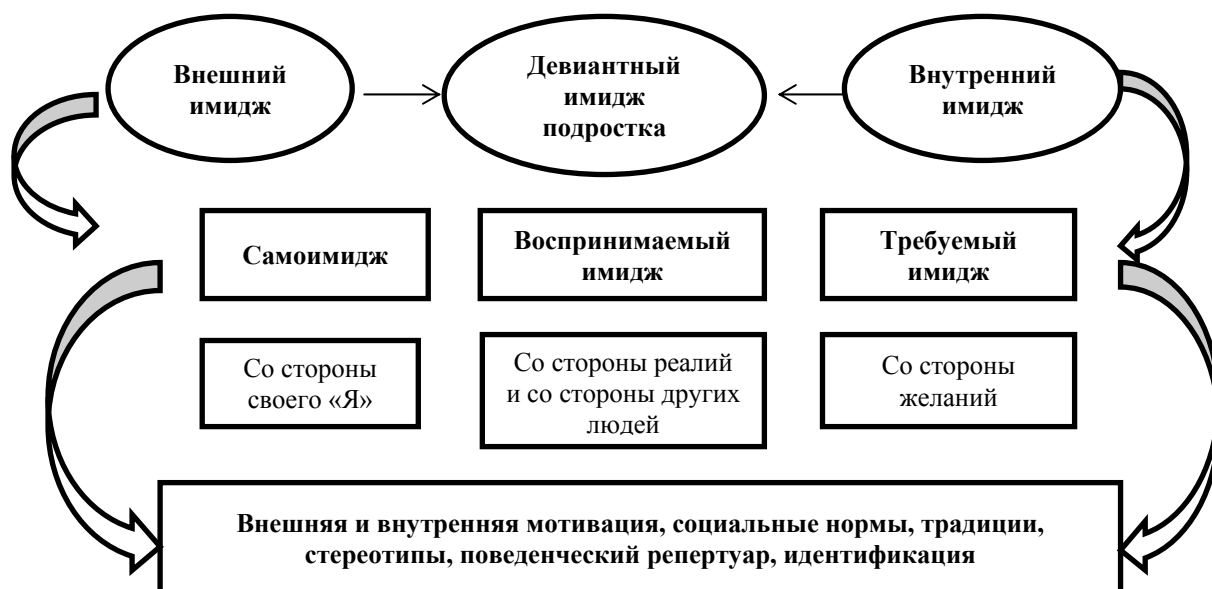 Внешний
имидж
Девиантный
имидж
подростка
Внутренний
имидж
Самоимидж
Воспринимаемый
имидж
Требуемый
имидж
Со стороны
своего «Я»
Со стороны реалий
и со стороны других
людей
Со стороны
желаний
Внешняя и внутренняя мотивация, социальные нормы, традиции,
стереотипы, поведенческий репертуар, идентификация